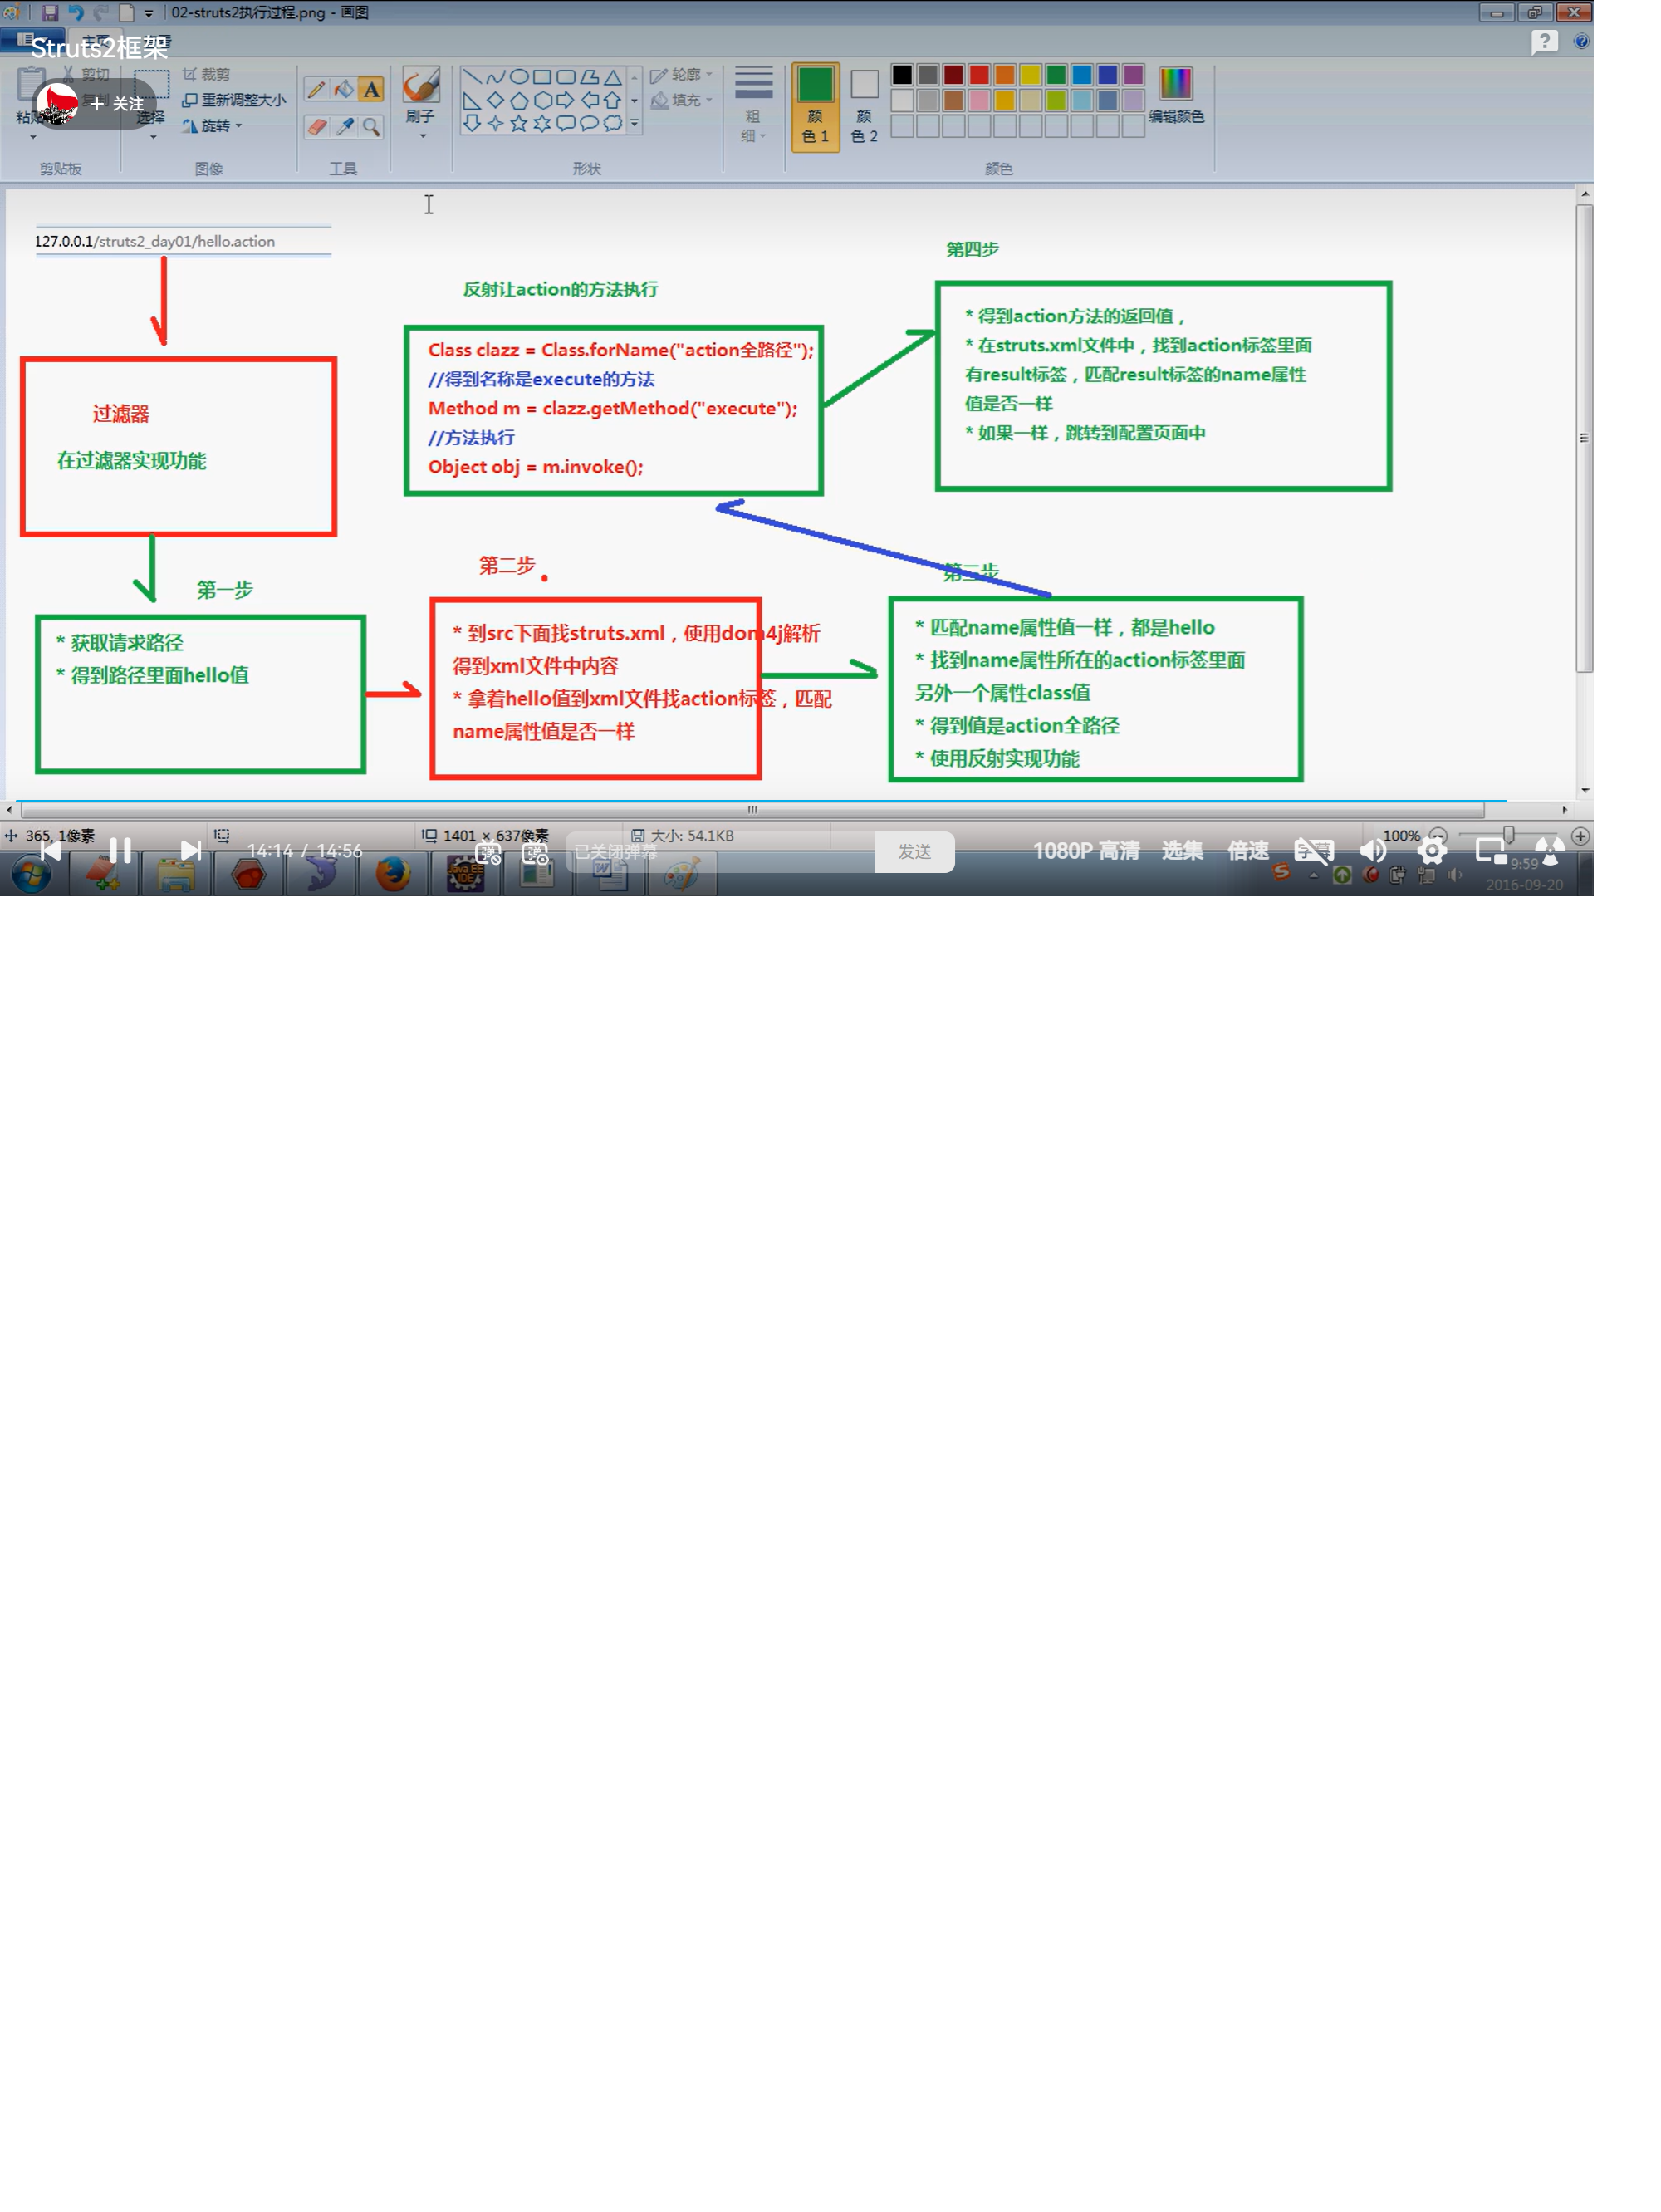 02-struts2执行过程.png - 画图
Struts2框架
主页
剪切
关注
选择
裁剪
重新调整大小
旋转
刷子
轮廓
填充
粗
细
颜
色 1
颜
色 2
编辑颜色
剪贴板
图像
工具
形状
颜色
127.0.0.1/struts2_day01/hello.action
过滤器
在过滤器实现功能
第一步
* 获取请求路径
* 得到路径里面hello值
第二步
* 到src下面找struts.xml，使用dom4j解析
得到xml文件中内容
* 拿着hello值到xml文件找action标签，匹配
name属性值是否一样
第三步
* 匹配name属性值一样，都是hello
* 找到name属性所在的action标签里面
另外一个属性class值
* 得到值是action全路径
* 使用反射实现功能
反射让action的方法执行
Class clazz = Class.forName("action全路径");
//得到名称是execute的方法
Method m = clazz.getMethod("execute");
//方法执行
Object obj = m.invoke();
第四步
* 得到action方法的返回值，
* 在struts.xml文件中，找到action标签里面
有result标签，匹配result标签的name属性
值是否一样
* 如果一样，跳转到配置页面中
365, 1像素
1401 × 637像素
大小: 54.1KB
100%
14:14 / 14:56
弹
弹
已关闭弹幕
发送
1080P 高清
选集
倍速
字幕
Java EE
IDE
9:59
2016-09-20